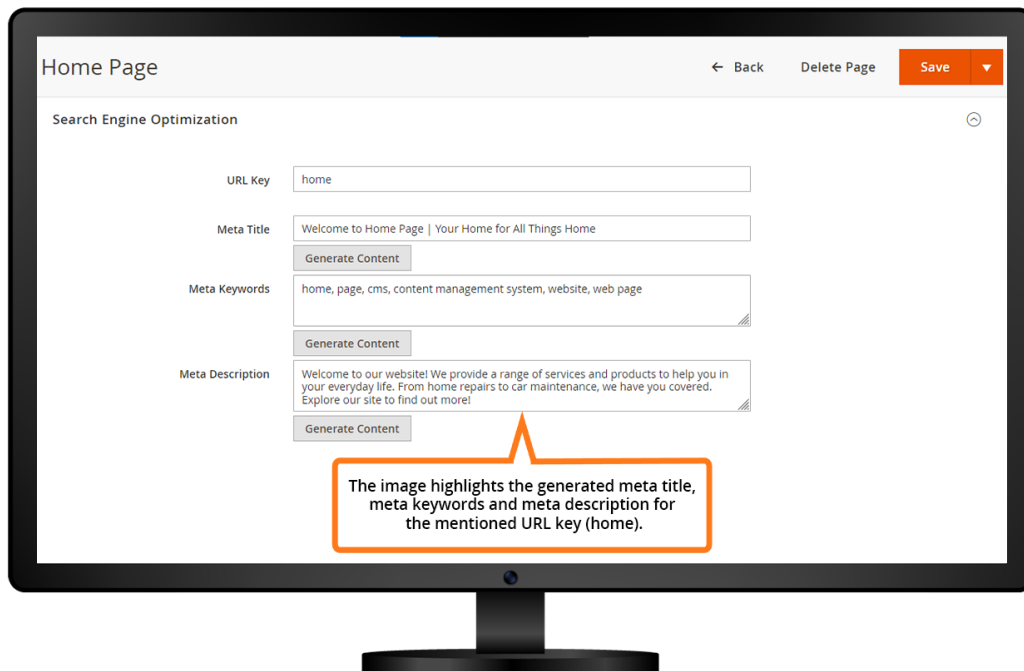 Home Page
← Back
Delete Page
Save
Search Engine Optimization
URL Key
home
Meta Title
Welcome to Home Page | Your Home for All Things Home
Generate Content
Meta Keywords
home, page, cms, content management system, website, web page
Generate Content
Meta Description
Welcome to our website! We provide a range of services and products to help you in
your everyday life. From home repairs to car maintenance, we have you covered.
Explore our site to find out more!
Generate Content
The image highlights the generated meta title,
meta keywords and meta description for
the mentioned URL key (home).